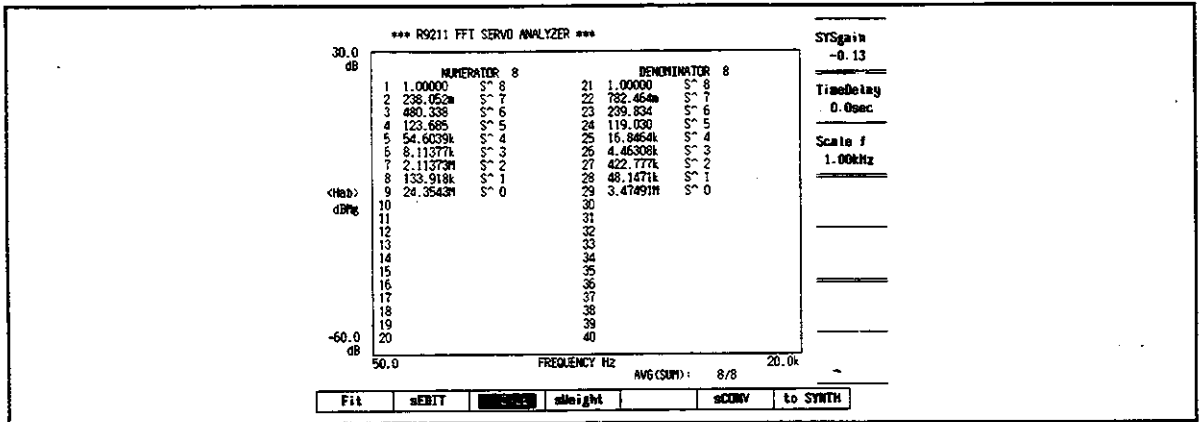 *** R9211 FFT SERVO ANALYZER ***
30.0
dB
NUMERATOR 8 DENOMINATOR 8
1 1.00000 S^ 8 21 1.00000 S^ 8
2 238.052m S^ 7 22 782.464m S^ 7
3 480.338 S^ 6 23 239.834 S^ 6
4 123.685 S^ 5 24 119.030 S^ 5
5 54.6039k S^ 4 25 16.8464k S^ 4
6 8.11377k S^ 3 26 4.46308k S^ 3
7 2.11373M S^ 2 27 422.777k S^ 2
8 133.918k S^ 1 28 48.1471k S^ 1
9 24.3543M S^ 0 29 3.47491M S^ 0
10 30
11 31
12 32
13 33
14 34
15 35
16 36
17 37
18 38
19 39
20 40
<Hab>
dBMg
-60.0
dB
50.0 FREQUENCY Hz 20.0k
AVG(SUM): 8/8
SYSgain
-0.13
TimeDelay
0.0sec
Scale f
1.00kHz
Fit sEDIT sWeight sCONV to SYNTH